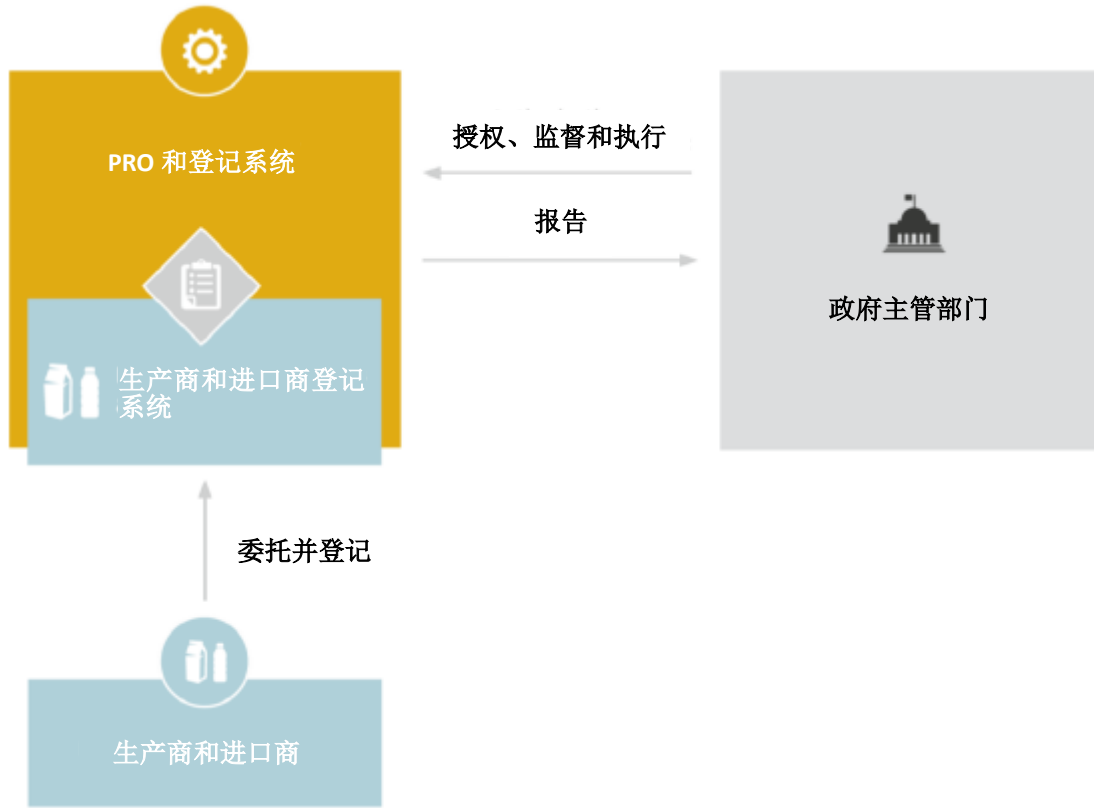 PRO 和登记系统
授权、监督和执行
报告
政府主管部门
生产商和进口商登记
系统
委托并登记
生产商和进口商